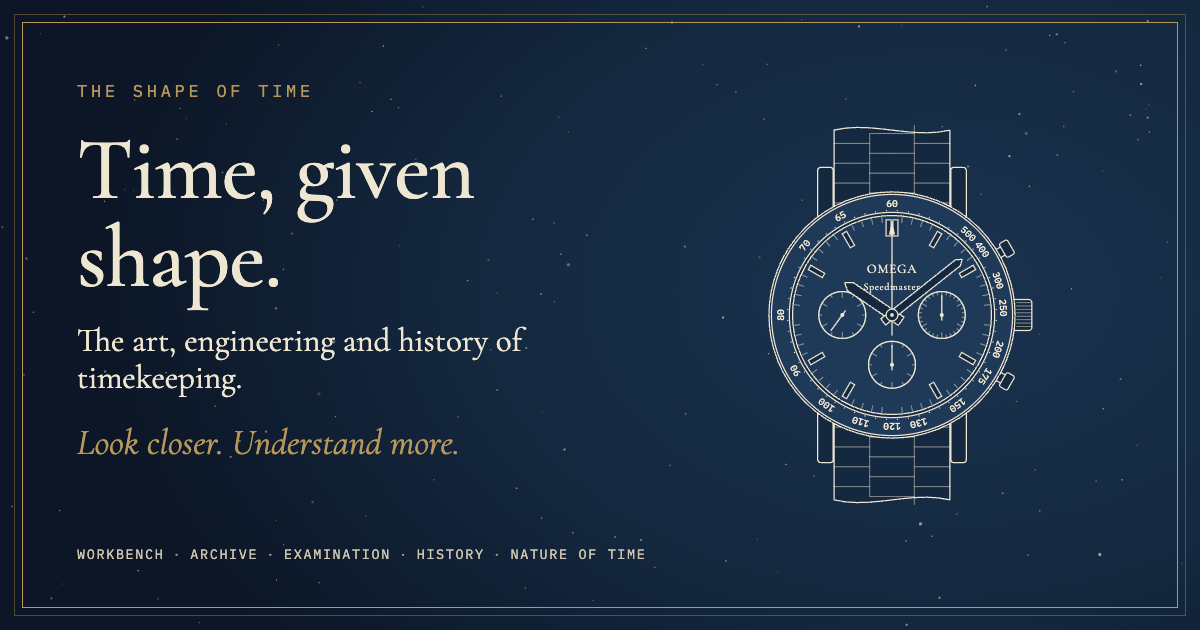 THE SHAPE OF TIME
Time, given
shape.
The art, engineering and history of
timekeeping.
Look closer. Understand more.
WORKBENCH · ARCHIVE · EXAMINATION · HISTORY · NATURE OF TIME
60
65
70
80
90
100
110
120
130
150
175
200
250
300
400
500
OMEGA
Speedmaster